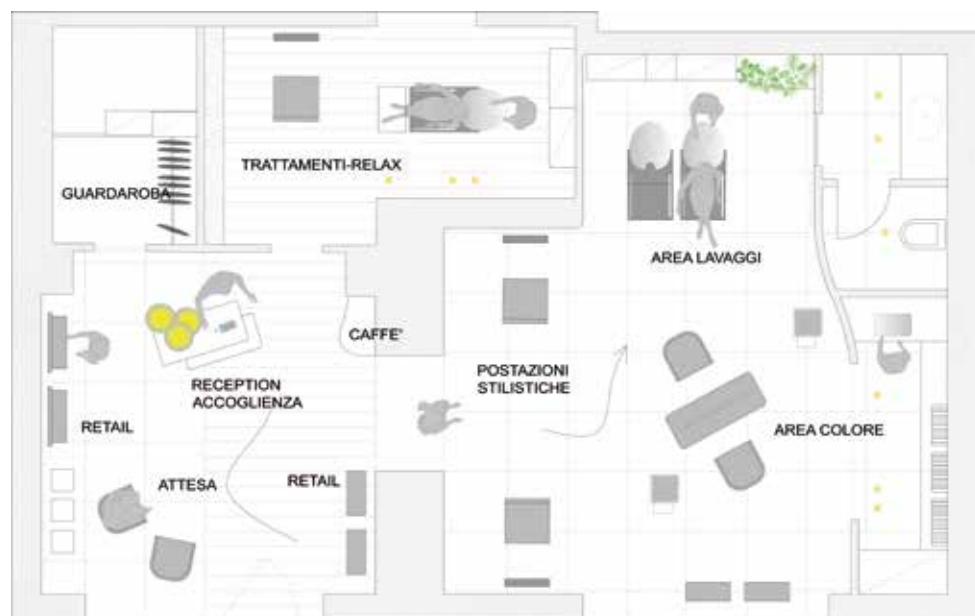 TRATTAMENTI-RELAX
GUARDAROBA
AREA LAVAGGI
CAFFE'
RECEPTION
ACCOGLIENZA
POSTAZIONI
STILISTICHE
RETAIL
AREA COLORE
ATTESA
RETAIL